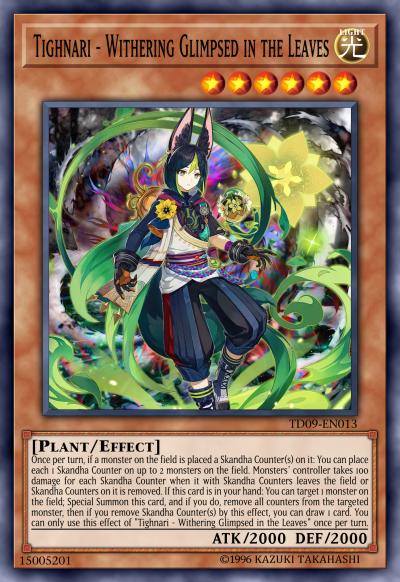 Tighnari - Withering Glimpsed in the Leaves
LIGHT
光
TD09-EN013
[Plant/Effect]
Once per turn, if a monster on the field is placed a Skandha Counter(s) on it: You can place
each 1 Skandha Counter on up to 2 monsters on the field. Monsters' controller takes 100
damage for each Skandha Counter when it with Skandha Counters leaves the field or
Skandha Counters on it is removed. If this card is in your hand: You can target 1 monster on
the field; Special Summon this card, and if you do, remove all counters from the targeted
monster, then if you remove Skandha Counter(s) by this effect, you can draw 1 card. You
can only use this effect of "Tighnari - Withering Glimpsed in the Leaves" once per turn.
ATK/2000 DEF/2000
15005201
©1996 KAZUKI TAKAHASHI